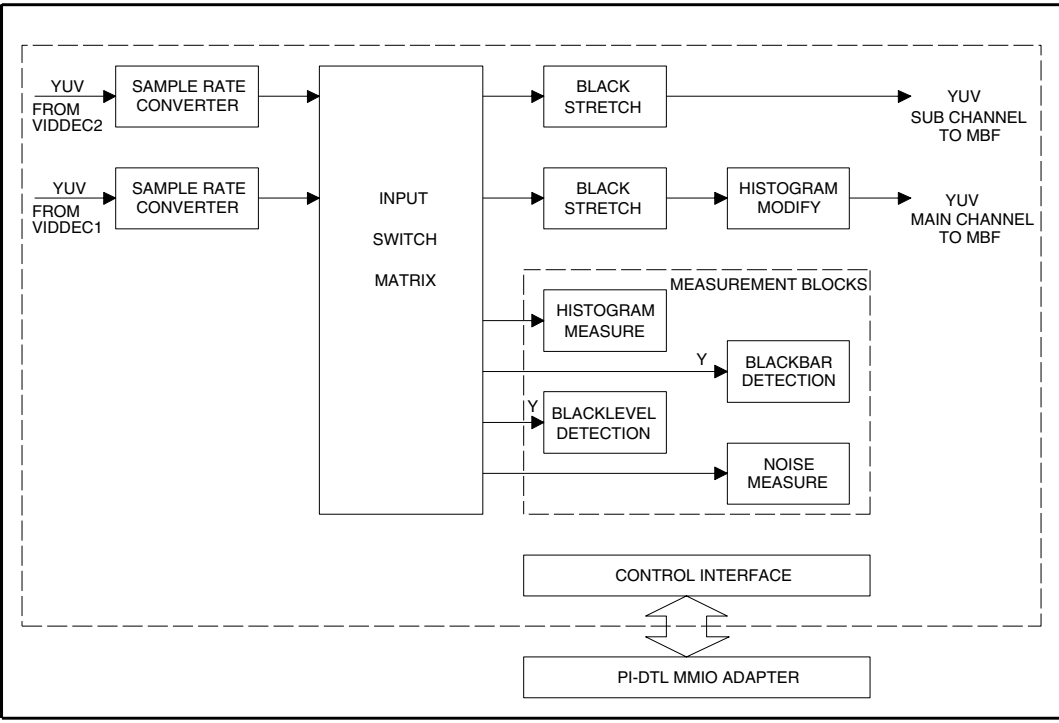 YUV
FROM
VIDDEC2
SAMPLE RATE
CONVERTER
BLACK
STRETCH
YUV
SUB CHANNEL
TO MBF
YUV
FROM
VIDDEC1
SAMPLE RATE
CONVERTER
INPUT
SWITCH
MATRIX
BLACK
STRETCH
HISTOGRAM
MODIFY
YUV
MAIN CHANNEL
TO MBF
MEASUREMENT BLOCKS
HISTOGRAM
MEASURE
Y
BLACKBAR
DETECTION
Y
BLACKLEVEL
DETECTION
NOISE
MEASURE
CONTROL INTERFACE
PI-DTL MMIO ADAPTER